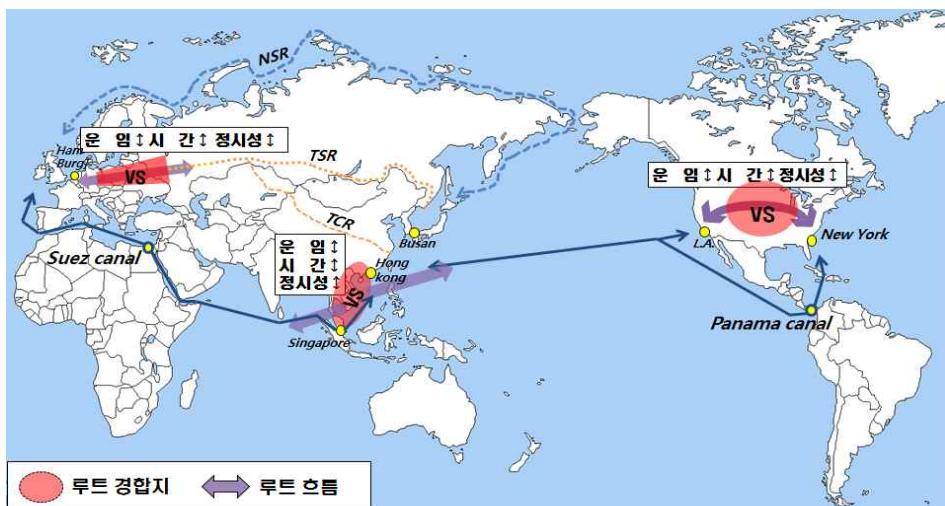 NSR
운 임↕시 간↕정시성↕
Ham
Burg
VS
TSR
TCR
운 임↕시 간↕정시성↕
VS
L.A.
New York
Busan
Suez canal
운 임↕
시 간↕
정시성↕
Hong
kong
VS
Singapore
Panama canal
루트 경합지
루트 흐름